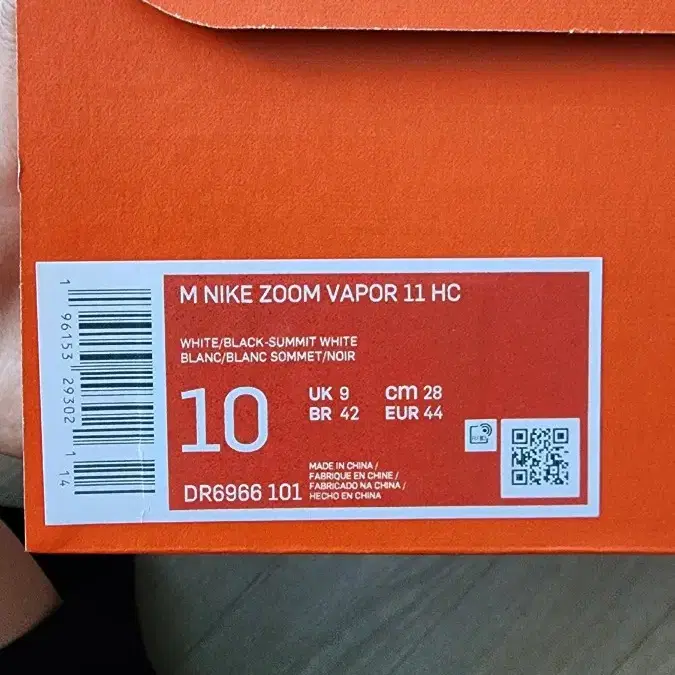 M NIKE ZOOM VAPOR 11 HC
WHITE/BLACK-SUMMIT WHITE
BLANC/BLANC SOMMET/NOIR
10
UK 9 cm 28
BR 42 EUR 44
DR6966 101
MADE IN CHINA /
FABRIQUE EN CHINE /
FABRICADO NA CHINA /
HECHO EN CHINA
1 96153 29302 1 14